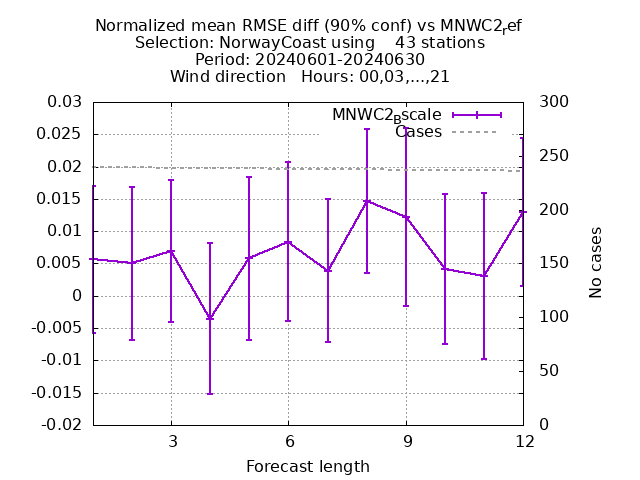 Normalized mean RMSE diff (90% conf) vs MNWC2ref
Selection: NorwayCoast using    43 stations
Period: 20240601-20240630
Wind direction   Hours: 00,03,...,21
0.03
0.025
0.02
0.015
0.01
0.005
0
-0.005
-0.01
-0.015
-0.02
300
250
200
150
100
50
0
No cases
MNWC2Bscale
Cases
3 6 9 12
Forecast length